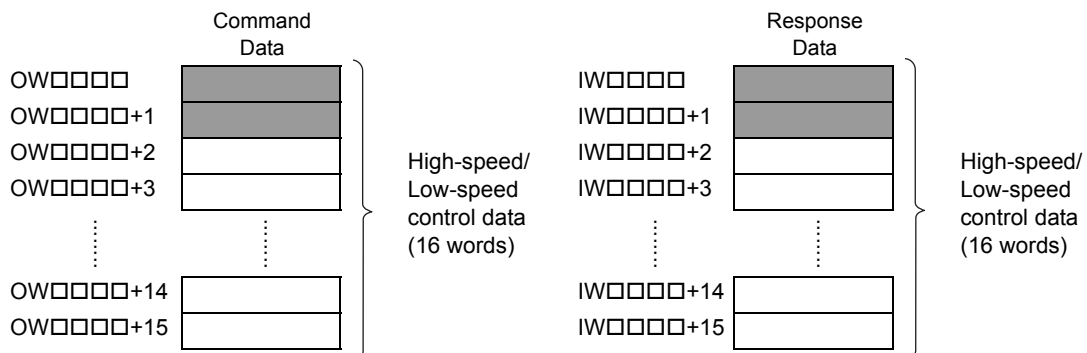 Command
Data
OW□□□□
OW□□□□+1
OW□□□□+2
OW□□□□+3
OW□□□□+14
OW□□□□+15
High-speed/
Low-speed
control data
(16 words)
Response
Data
IW□□□□
IW□□□□+1
IW□□□□+2
IW□□□□+3
IW□□□□+14
IW□□□□+15
High-speed/
Low-speed
control data
(16 words)